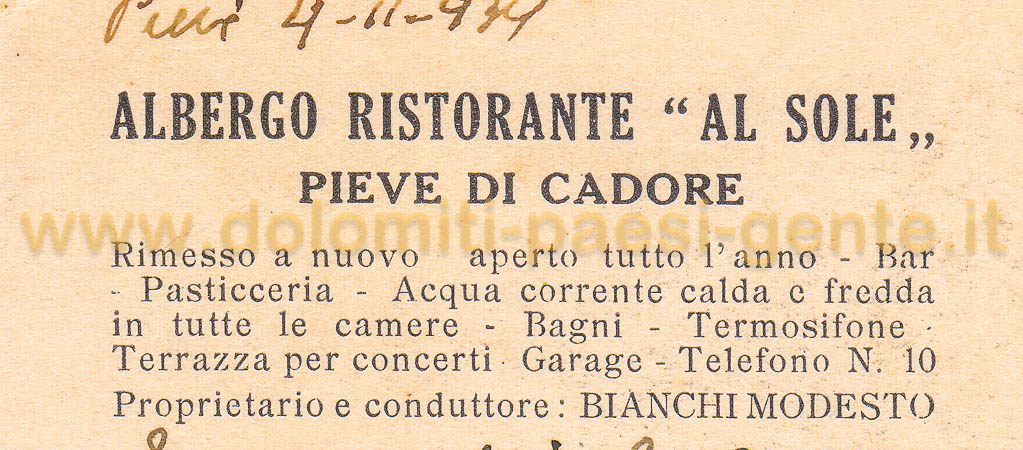 Pieve 4-11-934
ALBERGO RISTORANTE “AL SOLE„
PIEVE DI CADORE
www.dolomiti-paesi-gente.it
Rimesso a nuovo aperto tutto l'anno - Bar
- Pasticceria - Acqua corrente calda e fredda
in tutte le camere - Bagni - Termosifone -
Terrazza per concerti - Garage - Telefono N. 10
Proprietario e conduttore : BIANCHI MODESTO